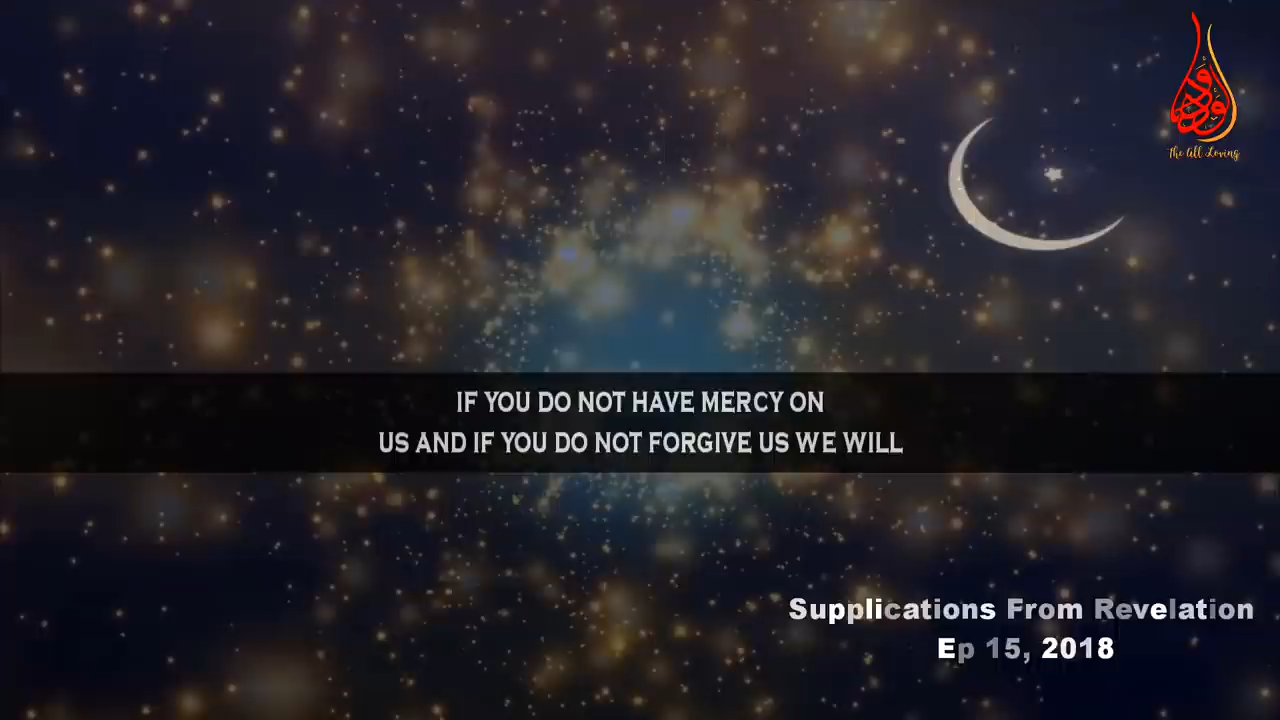 الودود
The All Loving
IF YOU DO NOT HAVE MERCY ON
US AND IF YOU DO NOT FORGIVE US WE WILL
Supplications From Revelation
Ep 15, 2018